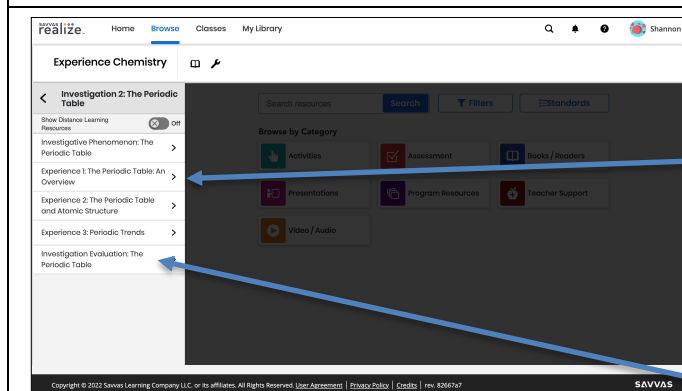 SAVVAS
realize. Home Browse Classes My Library Shannon
Experience Chemistry
Investigation 2: The Periodic
Table
Show Distance Learning
Resources Off
Investigative Phenomenon: The
Periodic Table
Experience 1: The Periodic Table: An
Overview
Experience 2: The Periodic Table
and Atomic Structure
Experience 3: Periodic Trends
Investigation Evaluation: The
Periodic Table
Search resources Search Filters Standards
Browse by Category
Activities Assessment Books / Readers
Presentations Program Resources Teacher Support
Video / Audio
Copyright © 2022 Savvas Learning Company LLC. or its affiliates. All Rights Reserved. User Agreement | Privacy Policy | Credits | rev. 82667a7 SAVVAS